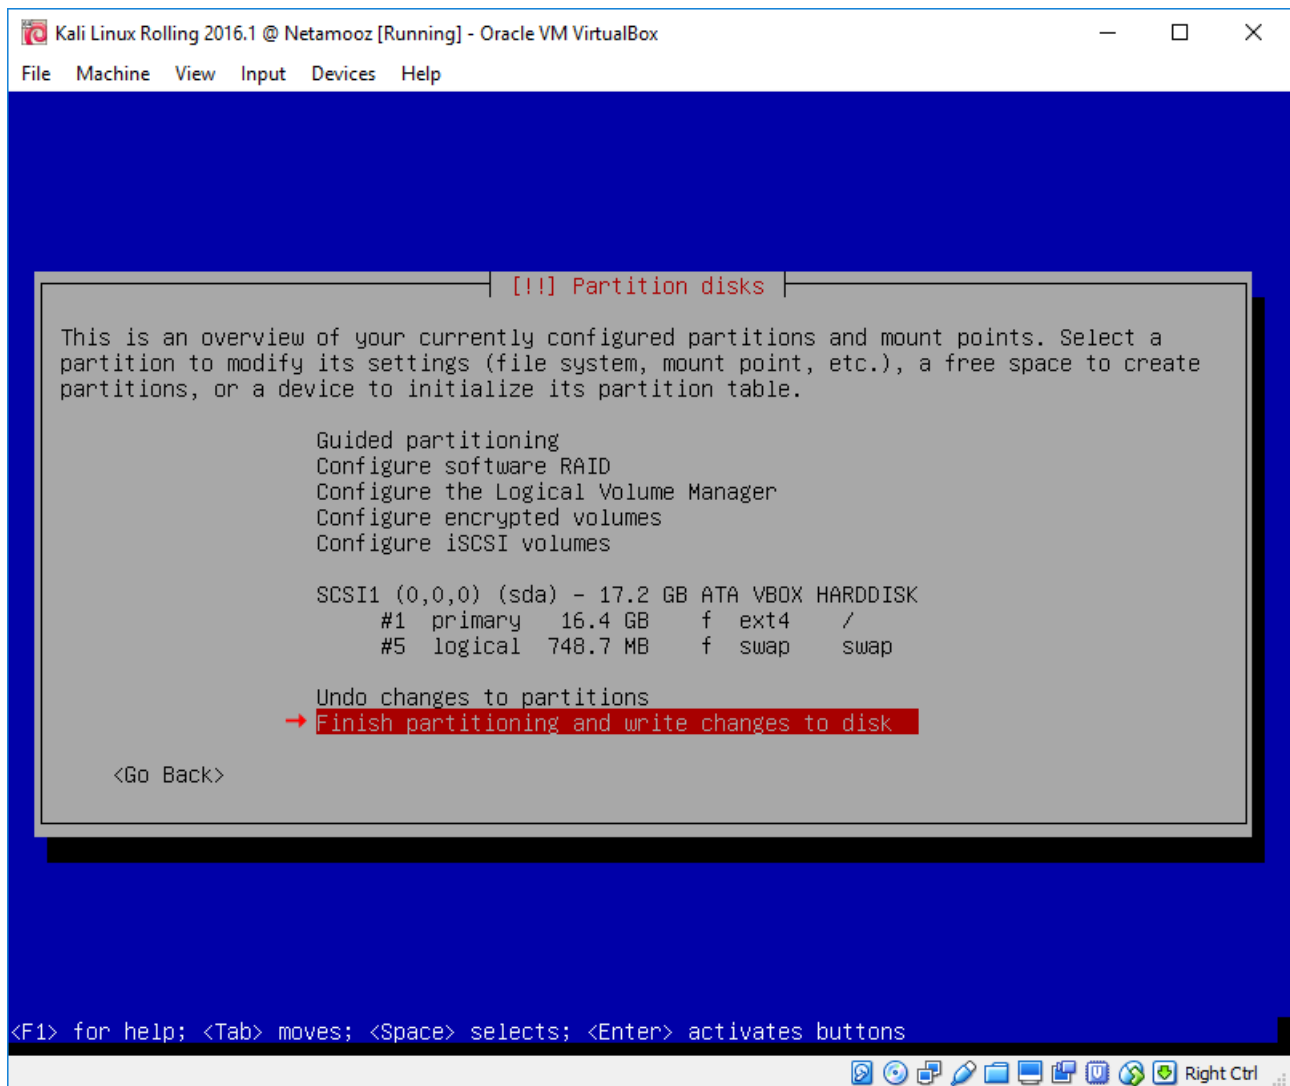 Kali Linux Rolling 2016.1 @ Netamooz [Running] - Oracle VM VirtualBox
File Machine View Input Devices Help
[!!] Partition disks
This is an overview of your currently configured partitions and mount points. Select a
partition to modify its settings (file system, mount point, etc.), a free space to create
partitions, or a device to initialize its partition table.
Guided partitioning
Configure software RAID
Configure the Logical Volume Manager
Configure encrypted volumes
Configure iSCSI volumes
SCSI1 (0,0,0) (sda) - 17.2 GB ATA VBOX HARDDISK
#1 primary 16.4 GB f ext4 /
#5 logical 748.7 MB f swap swap
Undo changes to partitions
Finish partitioning and write changes to disk
<Go Back>
<F1> for help; <Tab> moves; <Space> selects; <Enter> activates buttons
Right Ctrl